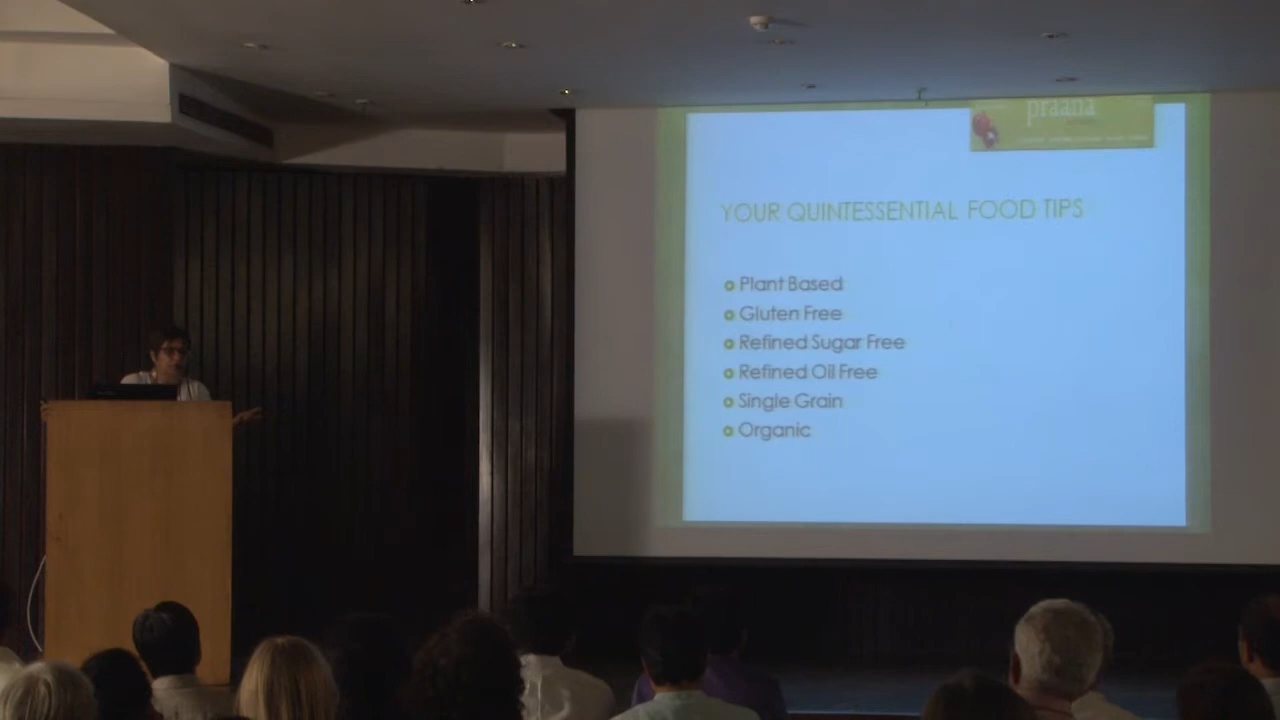 praana
YOUR QUINTESSENTIAL FOOD TIPS
Plant Based
Gluten Free
Refined Sugar Free
Refined Oil Free
Single Grain
Organic